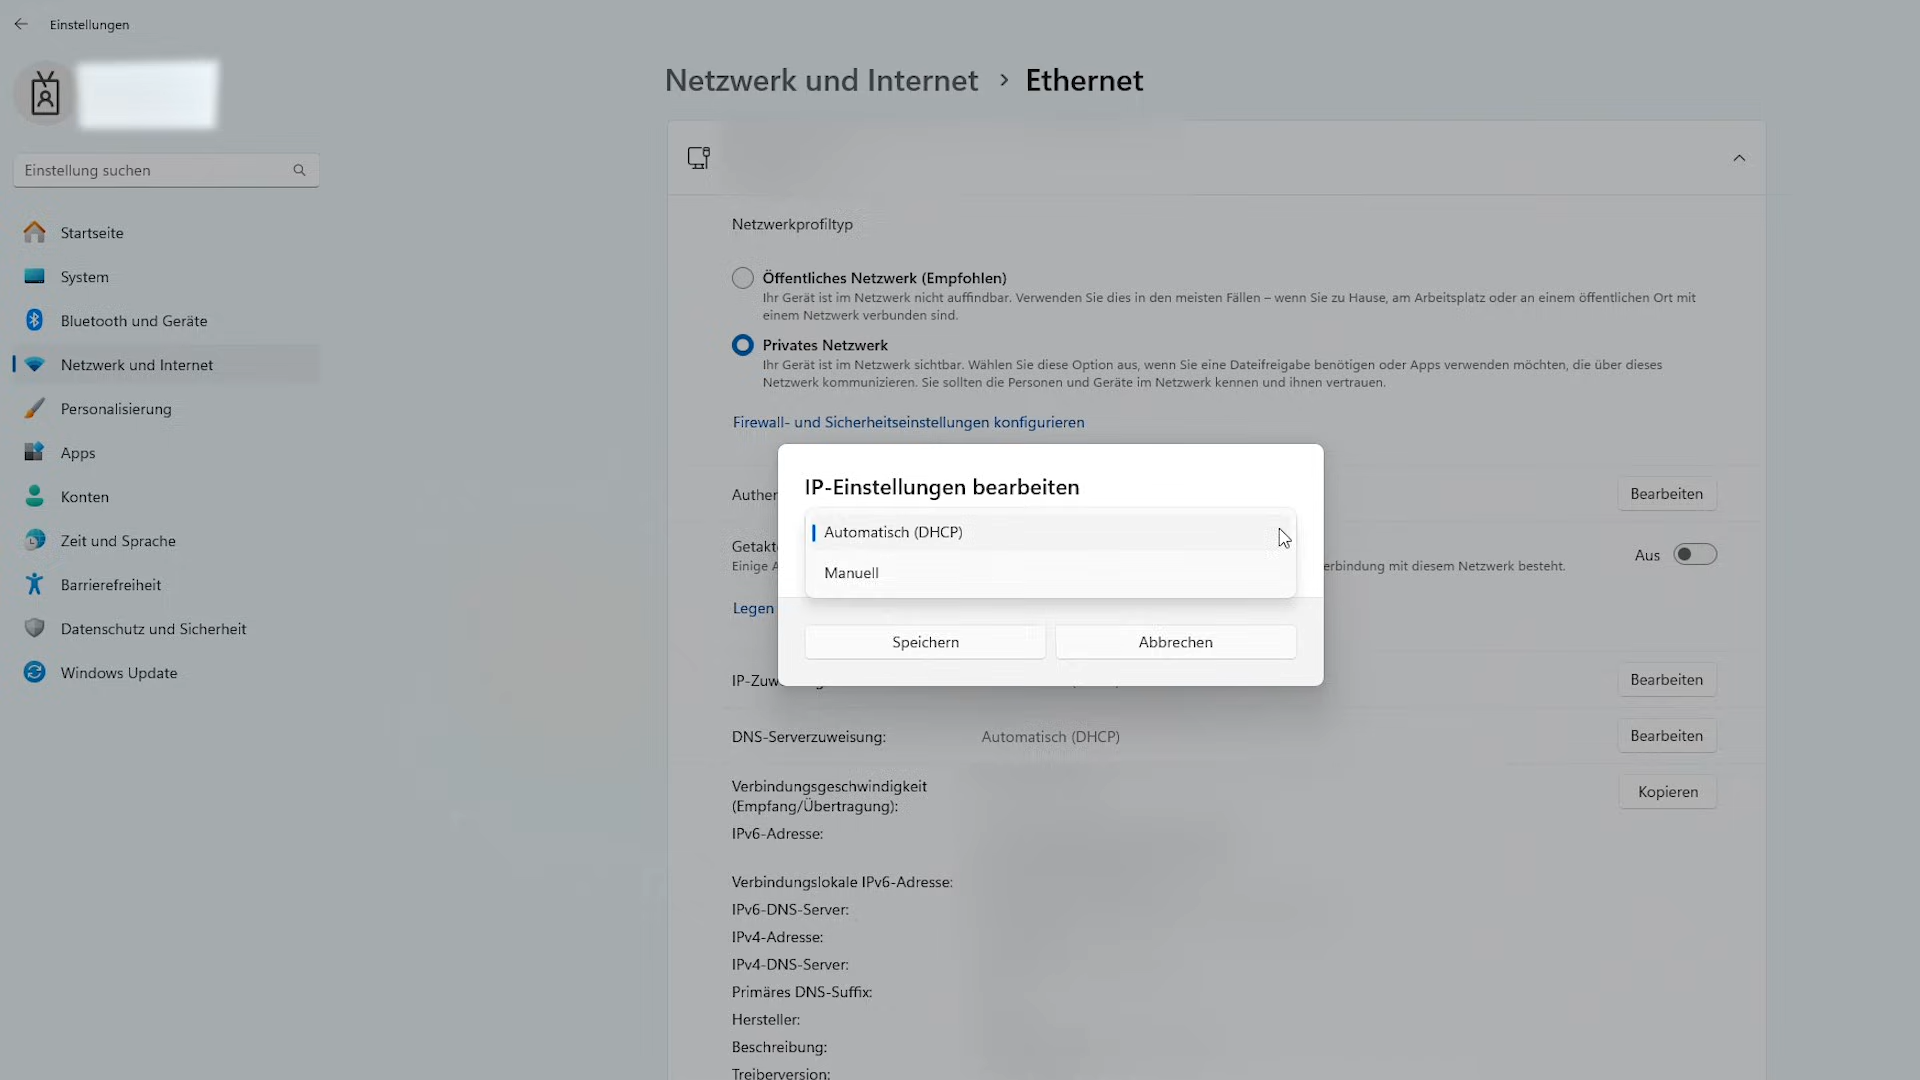 Einstellungen
Einstellung suchen
Startseite
System
Bluetooth und Geräte
Netzwerk und Internet
Personalisierung
Apps
Konten
Zeit und Sprache
Barrierefreiheit
Datenschutz und Sicherheit
Windows Update
Netzwerk und Internet > Ethernet
Netzwerkprofiltyp
Öffentliches Netzwerk (Empfohlen)
Ihr Gerät ist im Netzwerk nicht auffindbar. Verwenden Sie dies in den meisten Fällen – wenn Sie zu Hause, am Arbeitsplatz oder an einem öffentlichen Ort mit
einem Netzwerk verbunden sind.
Privates Netzwerk
Ihr Gerät ist im Netzwerk sichtbar. Wählen Sie diese Option aus, wenn Sie eine Dateifreigabe benötigen oder Apps verwenden möchten, die über dieses
Netzwerk kommunizieren. Sie sollten die Personen und Geräte im Netzwerk kennen und ihnen vertrauen.
Firewall- und Sicherheitseinstellungen konfigurieren
IP-Einstellungen bearbeiten
Automatisch (DHCP)
Manuell
Speichern
Abbrechen
Authen
Bearbeiten
Getakt
Einige A
erbindung mit diesem Netzwerk besteht.
Aus
Legen
IP-Zuw
Bearbeiten
DNS-Serverzuweisung:
Automatisch (DHCP)
Bearbeiten
Verbindungsgeschwindigkeit
(Empfang/Übertragung):
Kopieren
IPv6-Adresse:
Verbindungslokale IPv6-Adresse:
IPv6-DNS-Server:
IPv4-Adresse:
IPv4-DNS-Server:
Primäres DNS-Suffix:
Hersteller:
Beschreibung:
Treiberversion: